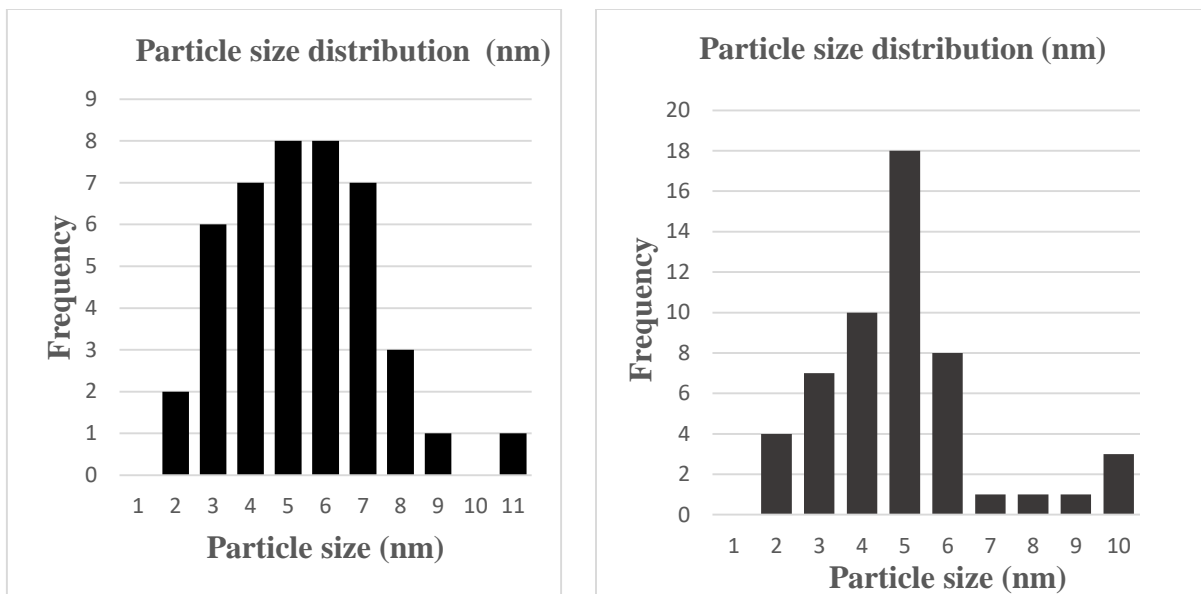 Particle size distribution (nm)
9
8
7
6
5
4
3
2
1
0
Frequency
1 2 3 4 5 6 7 8 9 10 11
Particle size (nm)
Particle size distribution (nm)
20
18
16
14
12
10
8
6
4
2
0
Frequency
1 2 3 4 5 6 7 8 9 10
Particle size (nm)